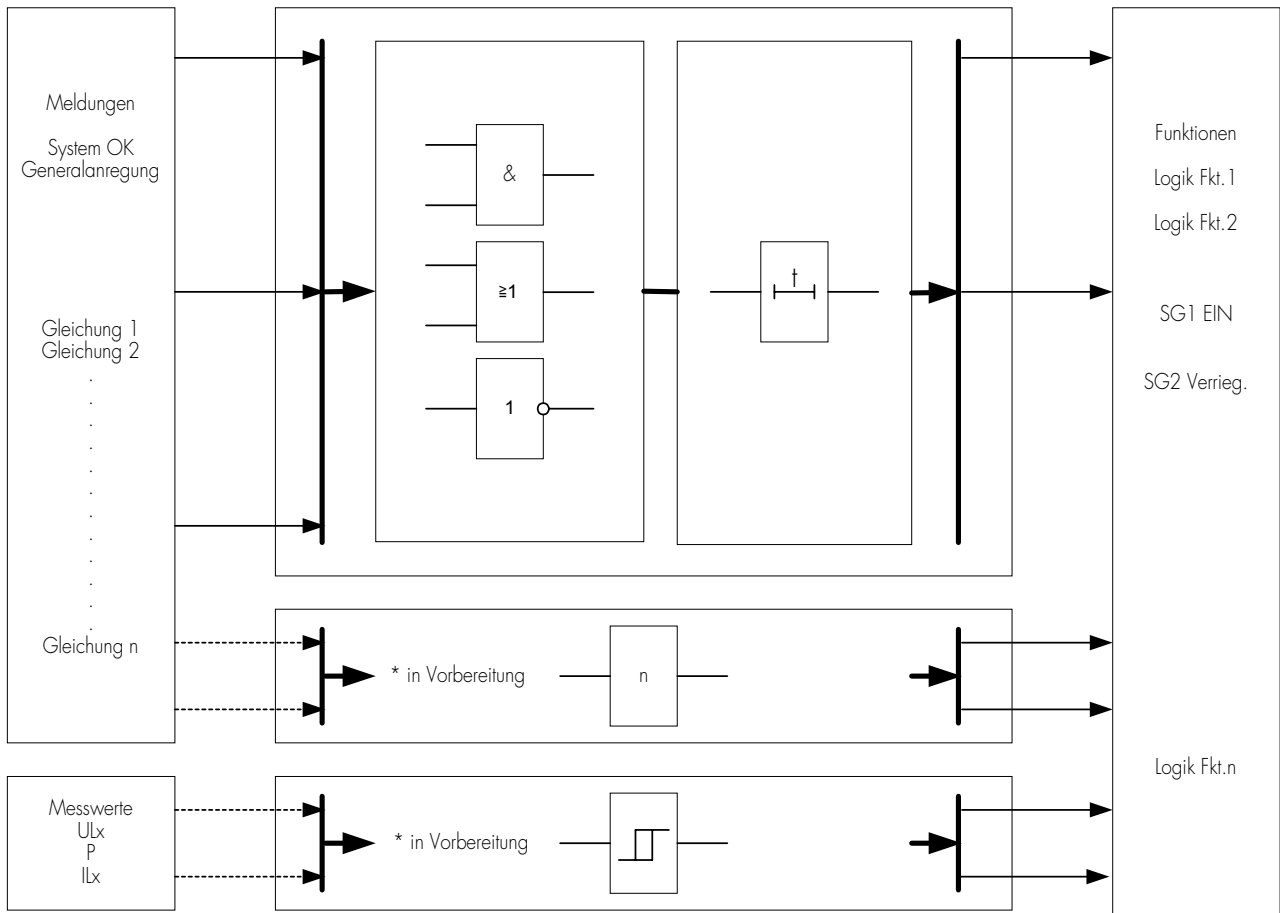 Meldungen
System OK
Generalanregung
Gleichung 1
Gleichung 2
.
.
.
.
.
.
.
.
.
.
.
.
Gleichung n
Messwerte
ULx
P
ILx
&
≧1
1
t
* in Vorbereitung
n
* in Vorbereitung
Funktionen
Logik Fkt.1
Logik Fkt.2
SG1 EIN
SG2 Verrieg.
Logik Fkt.n